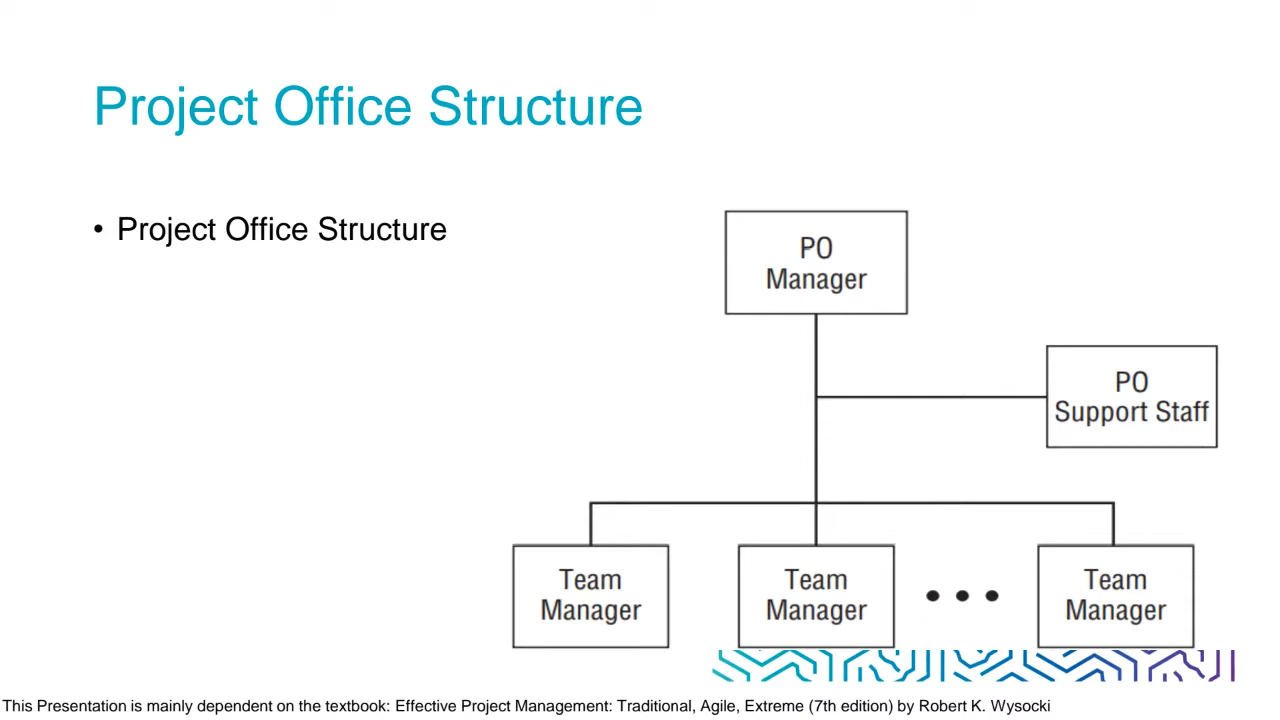 Project Office Structure
• Project Office Structure
PO
Manager
PO
Support Staff
Team
Manager
Team
Manager
Team
Manager
This Presentation is mainly dependent on the textbook: Effective Project Management: Traditional, Agile, Extreme (7th edition) by Robert K. Wysocki